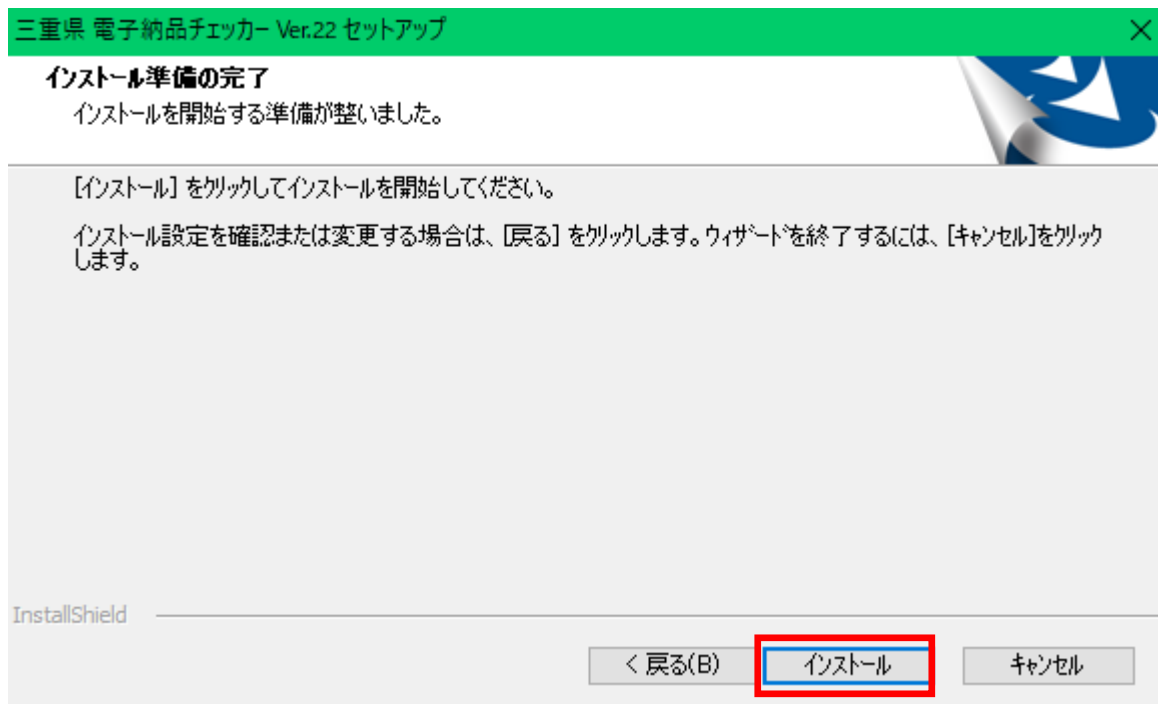 三重県 電子納品チェッカー Ver.22 セットアップ
インストール準備の完了
インストールを開始する準備が整いました。
[インストール] をクリックしてインストールを開始してください。
インストール設定を確認または変更する場合は、[戻る] をクリックします。ウィザードを終了するには、[キャンセル]をクリック
します。
InstallShield
< 戻る(B) インストール キャンセル